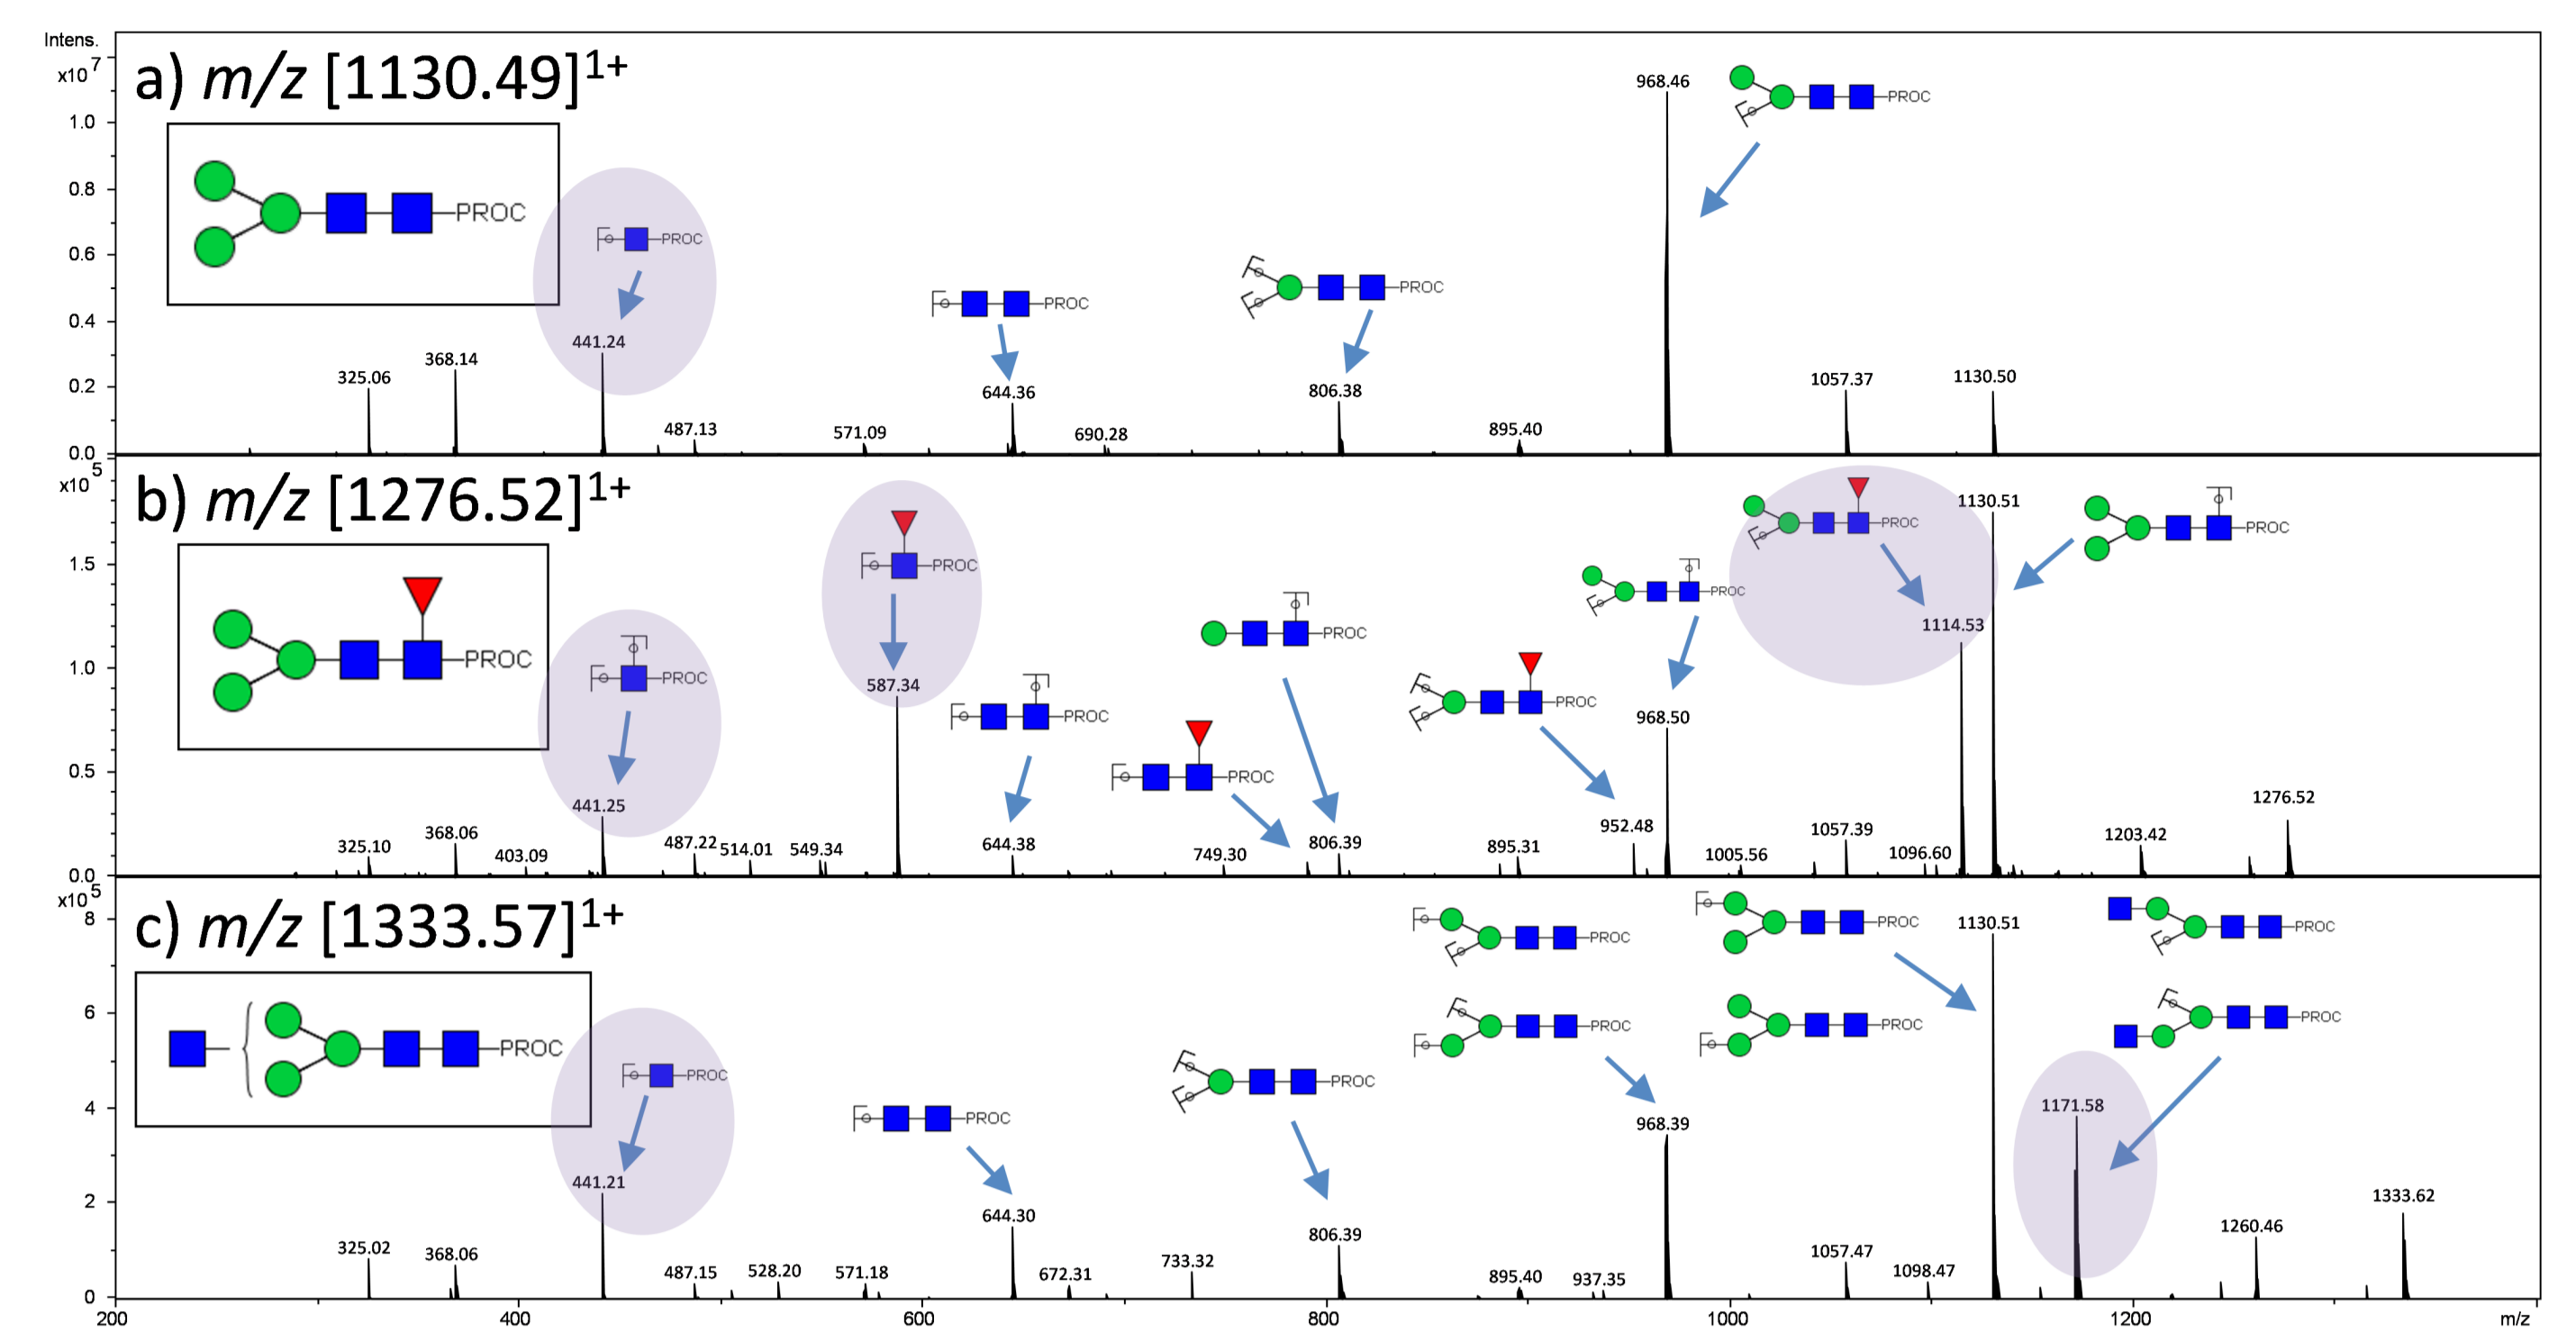 Intens.
x10^7
a) m/z [1130.49]^1+
1.0
0.8
0.6
0.4
0.2
0.0
PROC
PROC
PROC
PROC
PROC
325.06
368.14
441.24
487.13
571.09
644.36
690.28
806.38
895.40
968.46
1057.37
1130.50
x10^5
b) m/z [1276.52]^1+
1.5
1.0
0.5
0.0
PROC
PROC
PROC
PROC
PROC
PROC
PROC
PROC
PROC
PROC
325.10
368.06
403.09
441.25
487.22
514.01
549.34
587.34
644.38
749.30
806.39
895.31
952.48
968.50
1005.56
1057.39
1096.60
1114.53
1130.51
1203.42
1276.52
x10^5
c) m/z [1333.57]^1+
8
6
4
2
0
PROC
PROC
PROC
PROC
PROC
PROC
PROC
PROC
PROC
PROC
325.02
368.06
441.21
487.15
528.20
571.18
644.30
672.31
733.32
806.39
895.40
937.35
968.39
1057.47
1098.47
1130.51
1171.58
1260.46
1333.62
200
400
600
800
1000
1200
m/z